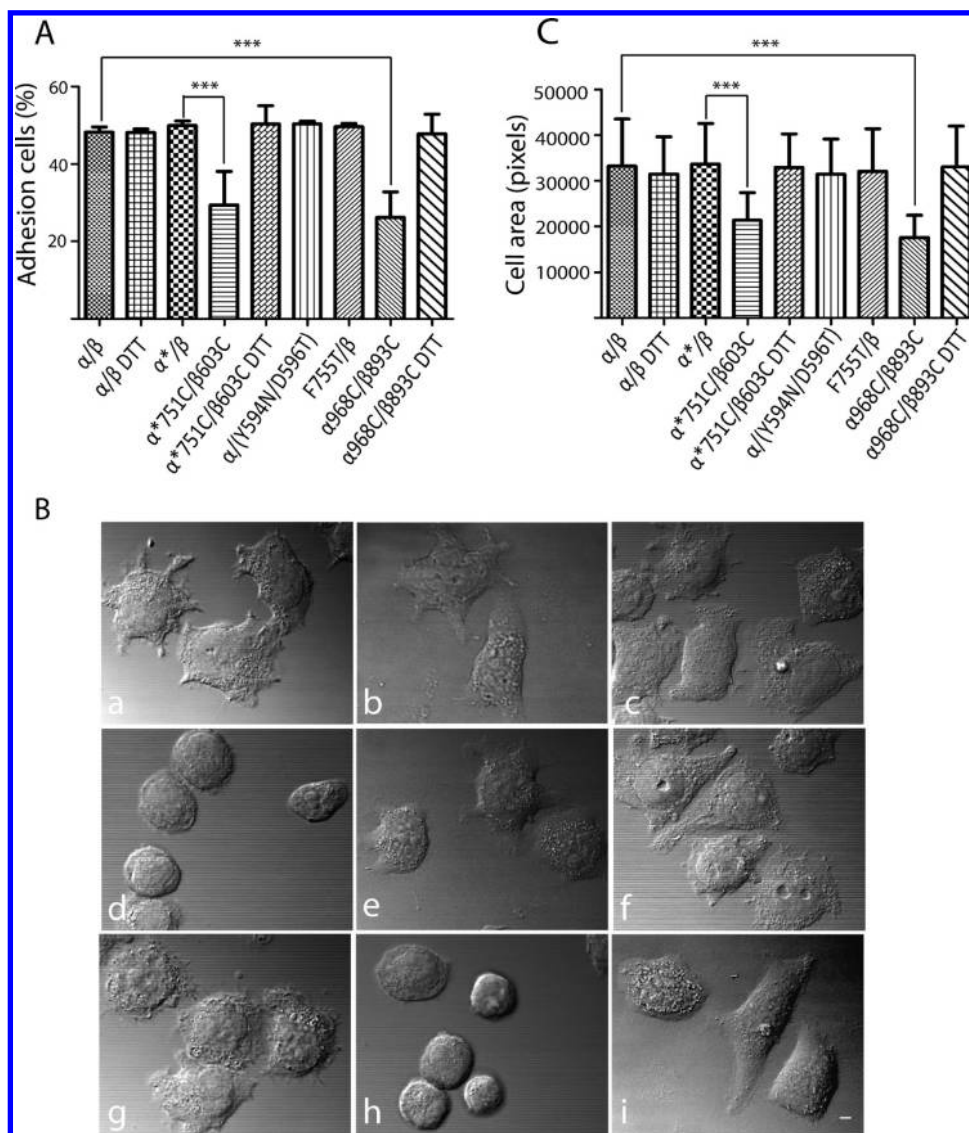 A
***
***
Adhesion cells (%)
60
40
20
α/β
α/β DTT
α*/β
α*751C/β603C
α*751C/β603C DTT
α/(Y594N/D596T)
F755T/β
α968C/β893C
α968C/β893C DTT
C
***
***
Cell area (pixels)
50000
40000
30000
20000
10000
α/β
α/β DTT
α*/β
α*751C/β603C
α*751C/β603C DTT
α/(Y594N/D596T)
F755T/β
α968C/β893C
α968C/β893C DTT
B
a
b
c
d
e
f
g
h
i